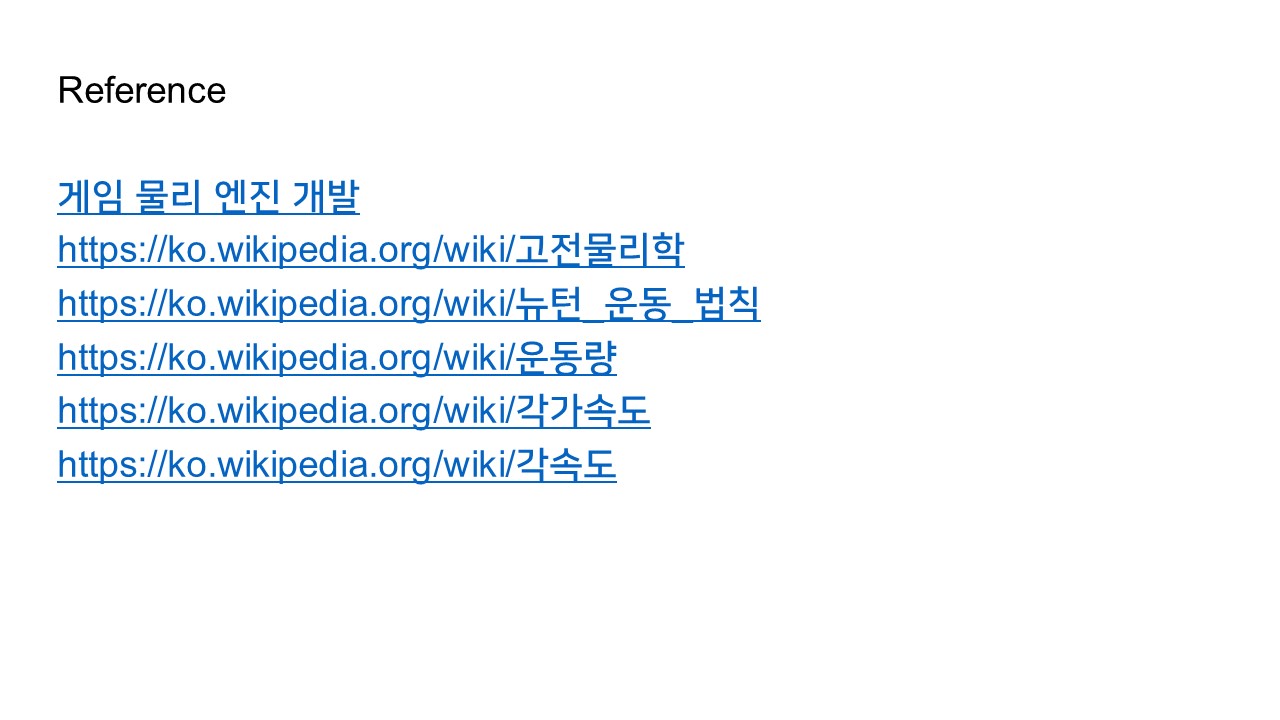 Reference
게임 물리 엔진 개발
https://ko.wikipedia.org/wiki/고전물리학
https://ko.wikipedia.org/wiki/뉴턴_운동_법칙
https://ko.wikipedia.org/wiki/운동량
https://ko.wikipedia.org/wiki/각가속도
https://ko.wikipedia.org/wiki/각속도